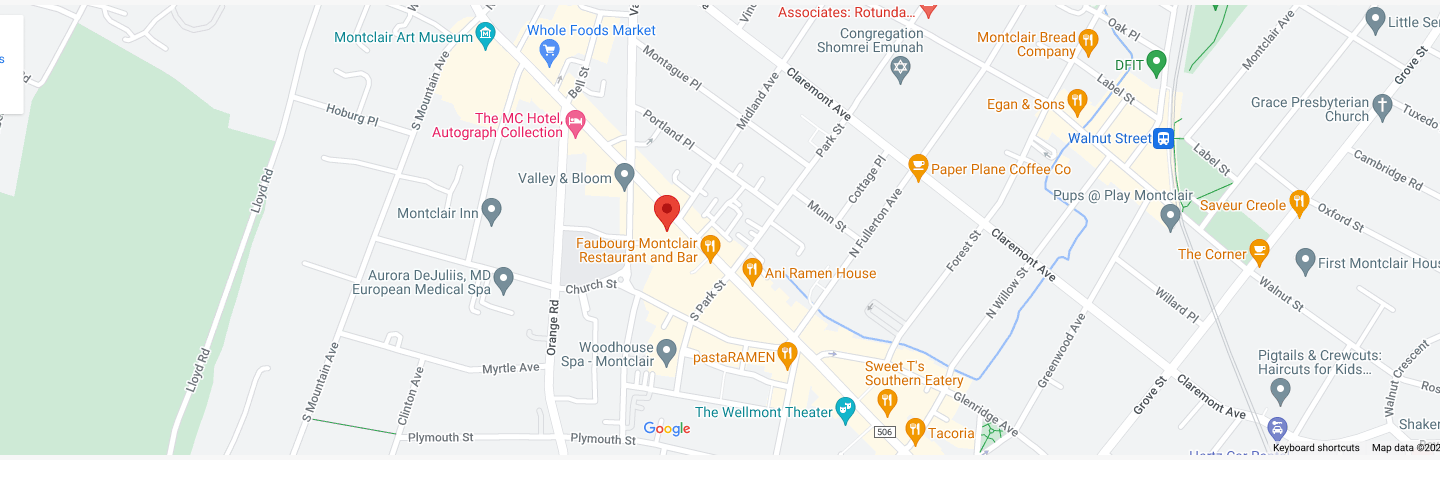 Associates: Rotunda...
Little Se
Montclair Art Museum
Whole Foods Market
Congregation
Shomrei Emunah
Montclair Bread
Company
Oak Pl
Montclair Ave
Grove St
DFIT
S Mountain Ave
Bell St
Montague Pl
Midland Ave
Claremont Ave
Label St
Hoburg Pl
The MC Hotel,
Autograph Collection
Portland Pl
Park St
Egan & Sons
Grace Presbyterian
Church
Tuxedo
Walnut Street
Label St
Cambridge Rd
Lloyd Rd
Valley & Bloom
Cottage Pl
Paper Plane Coffee Co
Pups @ Play Montclair
Saveur Creole
Oxford St
Montclair Inn
Munn St
N Fullerton Ave
Forest St
Claremont Ave
The Corner
First Montclair Hou
Faubourg Montclair
Restaurant and Bar
Ani Ramen House
Aurora DeJuliis, MD
European Medical Spa
Church St
S Park St
N Willow St
Willard Pl
Walnut St
Orange Rd
Greenwood Ave
Woodhouse
Spa - Montclair
pastaRAMEN
Lloyd Rd
S Mountain Ave
Clinton Ave
Myrtle Ave
Sweet T's
Southern Eatery
Pigtails & Crewcuts:
Haircuts for Kids...
Walnut Crescent
Ros
Grove St
Claremont Ave
Glenridge Ave
The Wellmont Theater
506
Tacoria
Plymouth St
Plymouth St
Google
Shaker
Keyboard shortcuts
Map data ©202